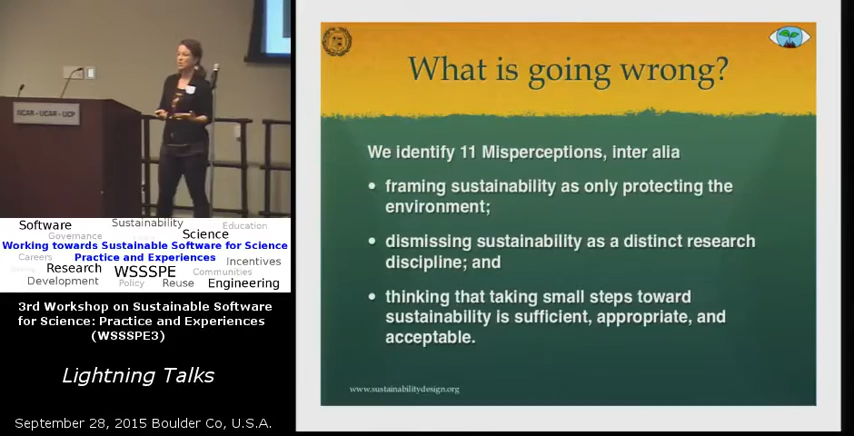 What is going wrong?
We identify 11 Misperceptions, inter alia
• framing sustainability as only protecting the
environment;
• dismissing sustainability as a distinct research
discipline; and
• thinking that taking small steps toward
sustainability is sufficient, appropriate, and
acceptable.
www.sustainabilitydesign.org
NCAR - UCAR - UCP
Software Sustainability Education
Governance Science
Working towards Sustainable Software for Science
Practice and Experiences
Careers Incentives
Research WSSSPE Communities
Development Policy Reuse Engineering
3rd Workshop on Sustainable Software
for Science: Practice and Experiences
(WSSSPE3)
Lightning Talks
September 28, 2015 Boulder Co, U.S.A.